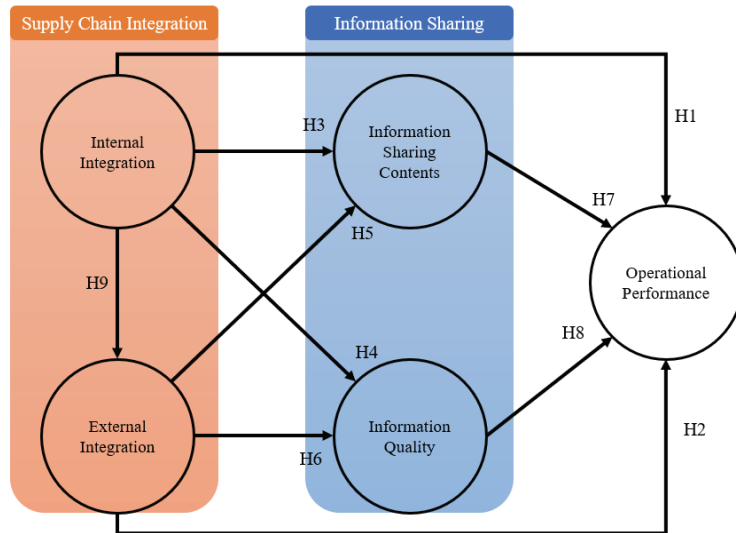 Supply Chain Integration
Information Sharing
H1
Internal
Integration
H3
Information
Sharing
Contents
H7
H5
H9
Operational
Performance
H4
H8
External
Integration
H6
Information
Quality
H2